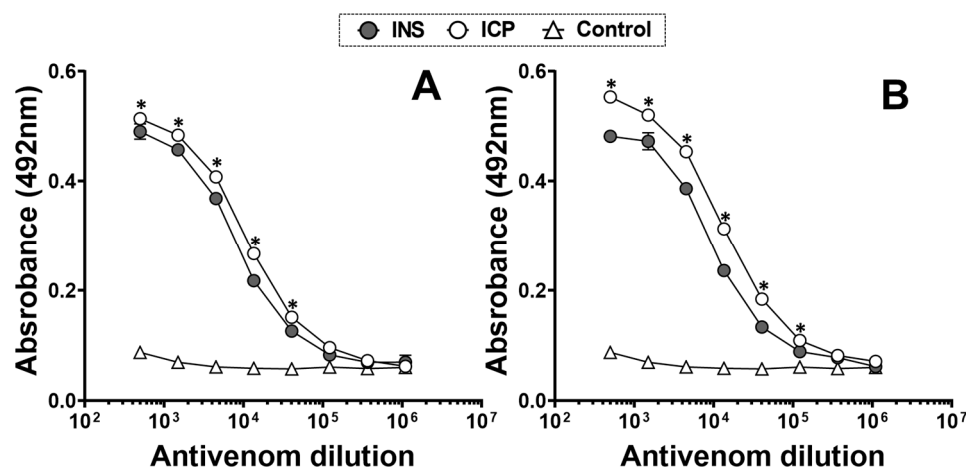 INS ICP Control
A
B
Absrobance (492nm)
0.6
0.4
0.2
0.0
* * * * *
10² 10³ 10⁴ 10⁵ 10⁶ 10⁷
Antivenom dilution
Absrobance (492nm)
0.6
0.4
0.2
0.0
* * * * * *
10² 10³ 10⁴ 10⁵ 10⁶ 10⁷
Antivenom dilution